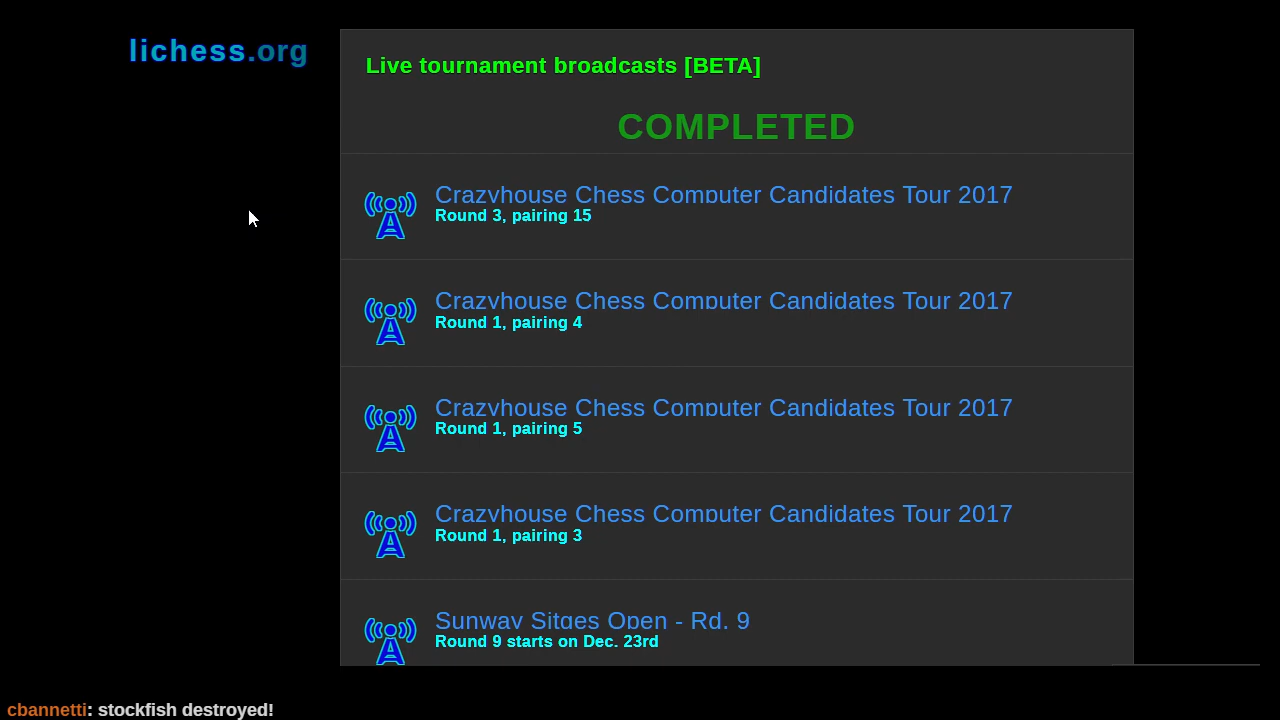 lichess.org
Live tournament broadcasts [BETA]
COMPLETED
Crazyhouse Chess Computer Candidates Tour 2017
Round 3, pairing 15
Crazyhouse Chess Computer Candidates Tour 2017
Round 1, pairing 4
Crazyhouse Chess Computer Candidates Tour 2017
Round 1, pairing 5
Crazyhouse Chess Computer Candidates Tour 2017
Round 1, pairing 3
Sunway Sitges Open - Rd. 9
Round 9 starts on Dec. 23rd
cbannetti: stockfish destroyed!